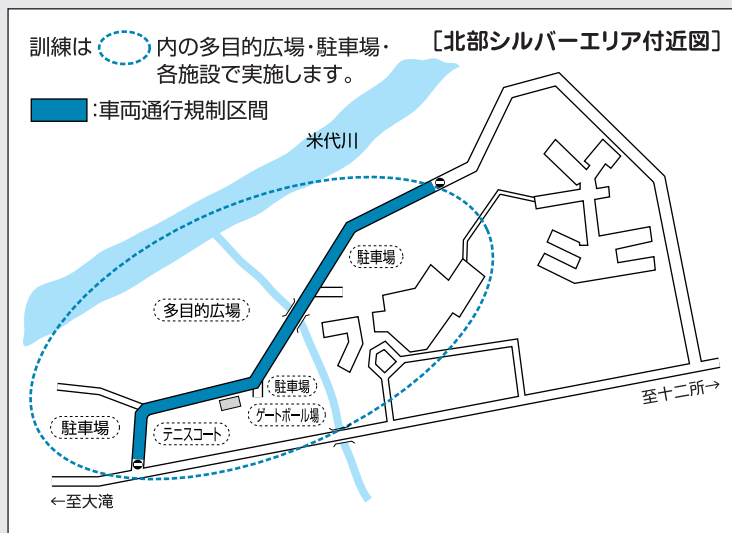 訓練は 内の多目的広場・駐車場・
各施設で実施します。
［北部シルバーエリア付近図］
:車両通行規制区間
米代川
駐車場
多目的広場
駐車場
ゲートボール場
駐車場
テニスコート
至十二所→
←至大滝